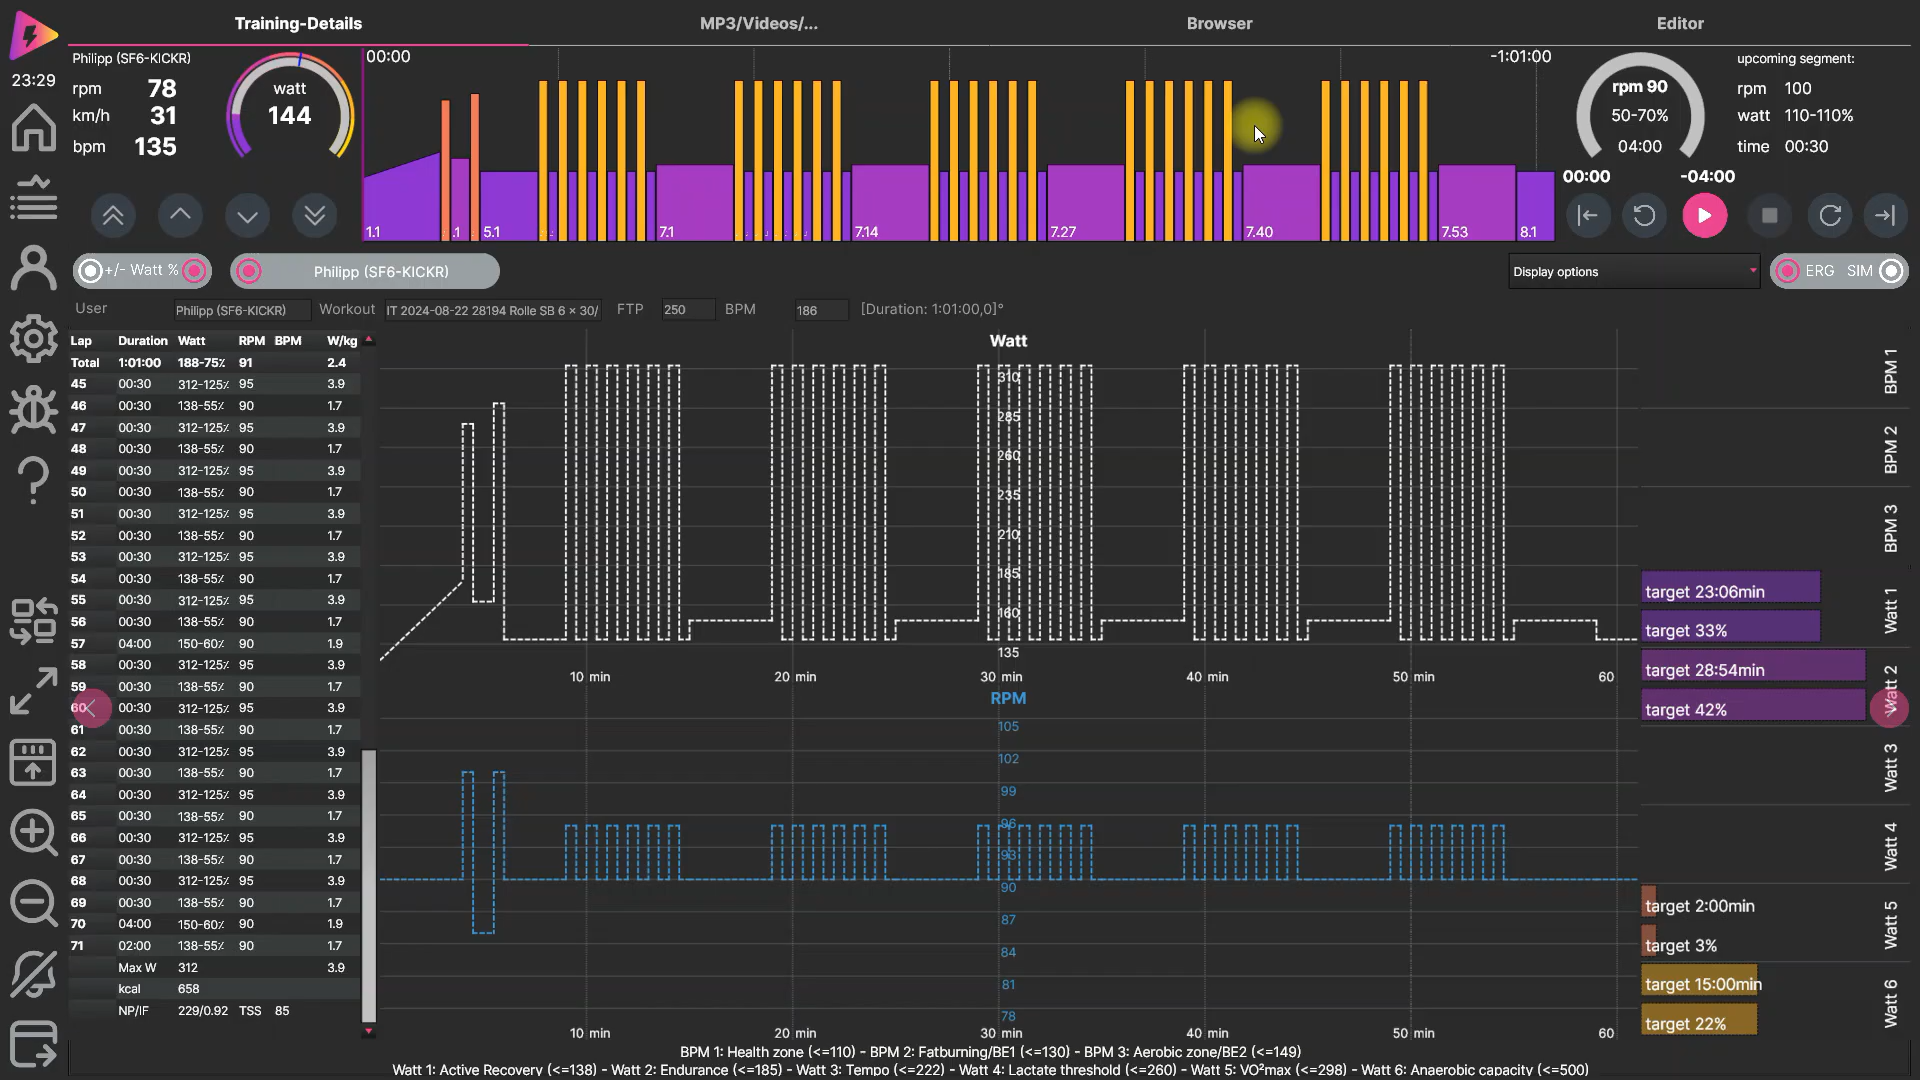 Training-Details
MP3/Videos/...
Browser
Editor
23:29
Philipp (SF6-KICKR)
rpm 78
km/h 31
bpm 135
watt
144
00:00
-1:01:00
1.1
.1
5.1
7.1
7.14
7.27
7.40
7.53
8.1
rpm 90
50-70%
04:00
00:00
-04:00
upcoming segment:
rpm 100
watt 110-110%
time 00:30
+/- Watt %
Philipp (SF6-KICKR)
Display options
ERG SIM
User Philipp (SF6-KICKR) Workout IT 2024-08-22 28194 Rolle SB 6 x 30/ FTP 250 BPM 186 [Duration: 1:01:00,0]°
Lap Duration Watt RPM BPM W/kg
Total 1:01:00 188-75% 91 2.4
45 00:30 312-125% 95 3.9
46 00:30 138-55% 90 1.7
47 00:30 312-125% 95 3.9
48 00:30 138-55% 90 1.7
49 00:30 312-125% 95 3.9
50 00:30 138-55% 90 1.7
51 00:30 312-125% 95 3.9
52 00:30 138-55% 90 1.7
53 00:30 312-125% 95 3.9
54 00:30 138-55% 90 1.7
55 00:30 312-125% 95 3.9
56 00:30 138-55% 90 1.7
57 04:00 150-60% 90 1.9
58 00:30 312-125% 95 3.9
59 00:30 138-55% 90 1.7
60 00:30 312-125% 95 3.9
61 00:30 138-55% 90 1.7
62 00:30 312-125% 95 3.9
63 00:30 138-55% 90 1.7
64 00:30 312-125% 95 3.9
65 00:30 138-55% 90 1.7
66 00:30 312-125% 95 3.9
67 00:30 138-55% 90 1.7
68 00:30 312-125% 95 3.9
69 00:30 138-55% 90 1.7
70 04:00 150-60% 90 1.9
71 02:00 138-55% 90 1.7
Max W 312 3.9
kcal 658
NP/IF 229/0.92 TSS 85
Watt
310
285
260
235
210
185
160
135
10 min 20 min 30 min 40 min 50 min 60
RPM
105
102
99
96
93
90
87
84
81
78
10 min 20 min 30 min 40 min 50 min 60
BPM 1
BPM 2
BPM 3
target 23:06min
target 33%
Watt 1
target 28:54min
target 42%
Watt 2
Watt 3
Watt 4
target 2:00min
target 3%
Watt 5
target 15:00min
target 22%
Watt 6
BPM 1: Health zone (<=110) - BPM 2: Fatburning/BE1 (<=130) - BPM 3: Aerobic zone/BE2 (<=149)
Watt 1: Active Recovery (<=138) - Watt 2: Endurance (<=185) - Watt 3: Tempo (<=222) - Watt 4: Lactate threshold (<=260) - Watt 5: VO²max (<=298) - Watt 6: Anaerobic capacity (<=500)